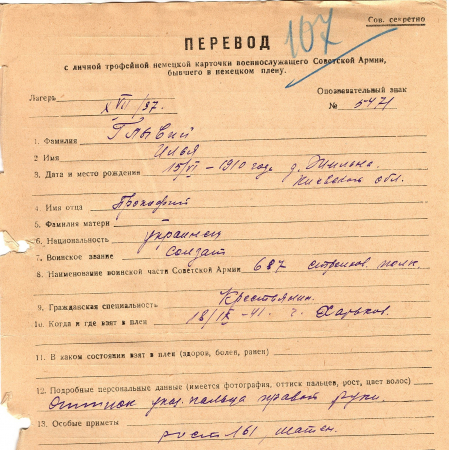 107
Сов. секретно
ПЕРЕВОД
с личной трофейной немецкой карточки военнослужащего Советской Армии,
бывшего в немецком плену.
Лагерь XVII/37.
Опознавательный знак
№ 5471
1. Фамилия
2 Имя Илья
3. Дата и место рождения 15/VI – 1910 года д.
Киевской обл.
4. Имя отца Прокофий
5. Фамилия матери
6. Национальность украинец
7. Воинское звание Солдат
8. Наименование воинской части Советской Армии 687 стрелков. полк.
9. Гражданская специальность Крестьянин.
10. Когда и где взят в плен 18/IX – 41. г. Харьков.
11. В каком состоянии взят в плен (здоров, болен, ранен)
12. Подробные персональные данные (имеется фотография, оттиск пальцев, рост, цвет волос)
Оттиск указ. пальца правой руки.
13. Особые приметы
рост 161 шатен.